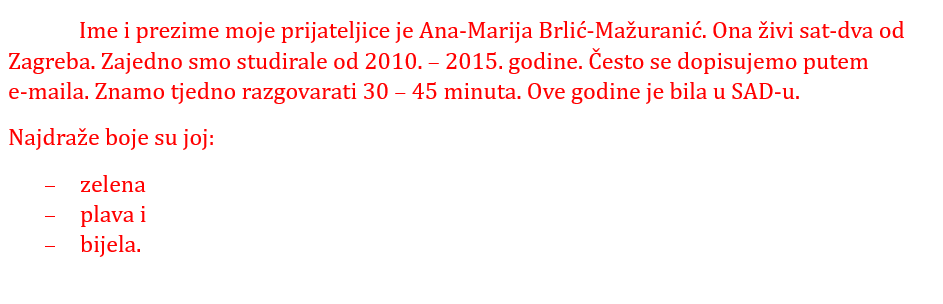 Ime i prezime moje prijateljice je Ana-Marija Brlić-Mažuranić. Ona živi sat-dva od
Zagreba. Zajedno smo studirale od 2010. – 2015. godine. Često se dopisujemo putem
e-maila. Znamo tjedno razgovarati 30 – 45 minuta. Ove godine je bila u SAD-u.
Najdraže boje su joj:
– zelena
– plava i
– bijela.